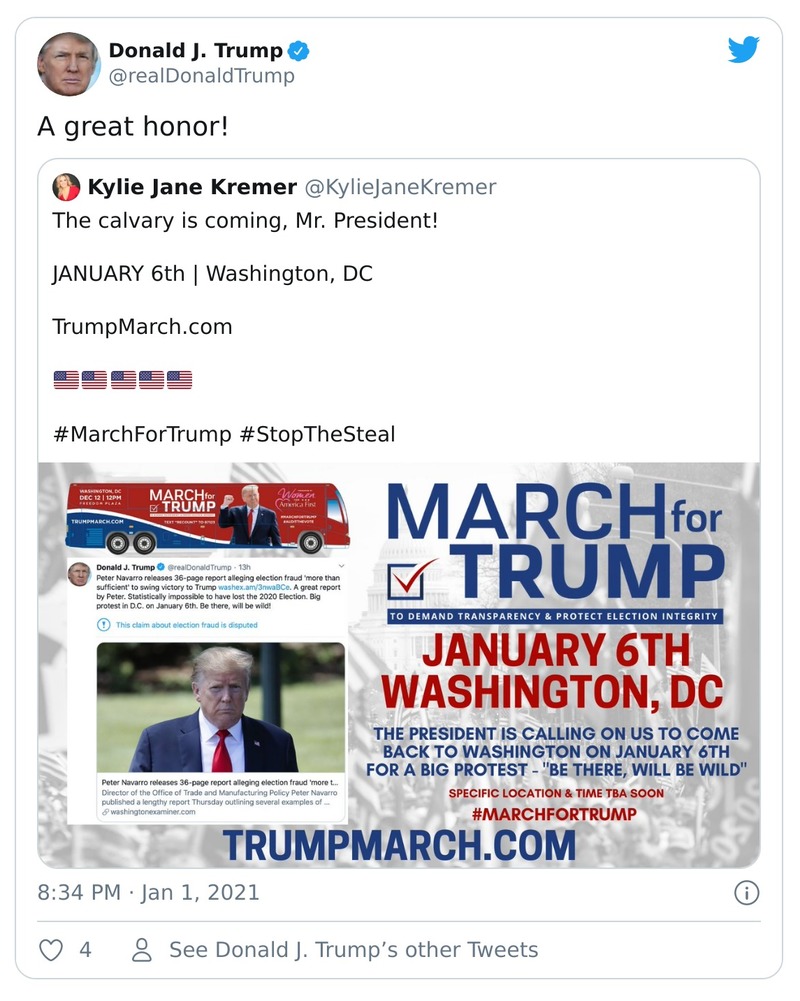 Donald J. Trump
@realDonaldTrump
A great honor!
Kylie Jane Kremer @KylieJaneKremer
The calvary is coming, Mr. President!
JANUARY 6th | Washington, DC
TrumpMarch.com
#MarchForTrump #StopTheSteal
WASHINGTON, DC
DEC 12 | 12PM
FREEDOM PLAZA
TRUMPMARCH.COM
MARCH for
TRUMP
Women
America First
#MARCHFORTRUMP
Donald J. Trump @realDonaldTrump · 13h
Peter Navarro releases 36-page report alleging election fraud 'more than
sufficient' to swing victory to Trump washex.am/3nwaBCe. A great report
by Peter. Statistically impossible to have lost the 2020 Election. Big
protest in D.C. on January 6th. Be there, will be wild!
This claim about election fraud is disputed
Peter Navarro releases 36-page report alleging election fraud 'more t...
Director of the Office of Trade and Manufacturing Policy Peter Navarro
published a lengthy report Thursday outlining several examples of ...
washingtonexaminer.com
MARCH for
TRUMP
TO DEMAND TRANSPARENCY & PROTECT ELECTION INTEGRITY
JANUARY 6TH
WASHINGTON, DC
THE PRESIDENT IS CALLING ON US TO COME
BACK TO WASHINGTON ON JANUARY 6TH
FOR A BIG PROTEST - "BE THERE, WILL BE WILD"
SPECIFIC LOCATION & TIME TBA SOON
#MARCHFORTRUMP
TRUMPMARCH.COM
8:34 PM · Jan 1, 2021
4 See Donald J. Trump’s other Tweets